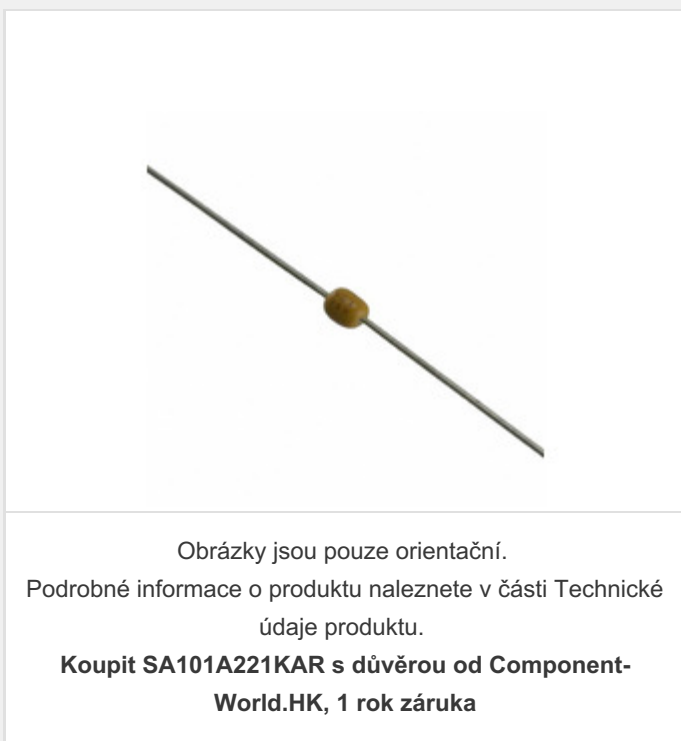 Obrázky jsou pouze orientační.
Podrobné informace o produktu naleznete v části Technické
údaje produktu.
Koupit SA101A221KAR s důvěrou od Component-
World.HK, 1 rok záruka